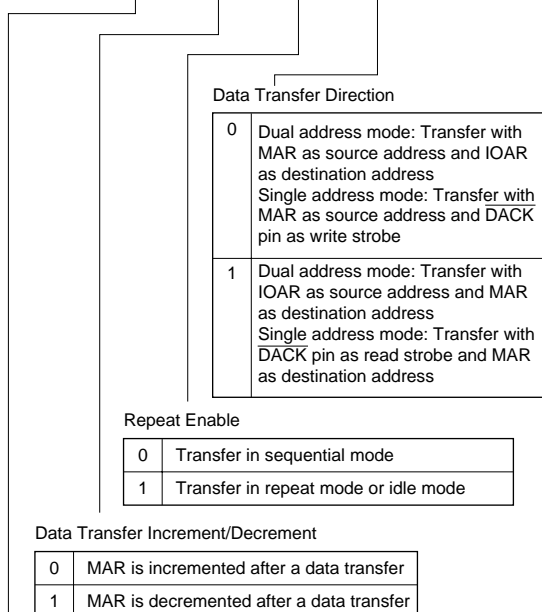 Data Transfer Direction
0 Dual address mode: Transfer with
MAR as source address and IOAR
as destination address
Single address mode: Transfer with
MAR as source address and DACK
pin as write strobe
1 Dual address mode: Transfer with
IOAR as source address and MAR
as destination address
Single address mode: Transfer with
DACK pin as read strobe and MAR
as destination address
Repeat Enable
0 Transfer in sequential mode
1 Transfer in repeat mode or idle mode
Data Transfer Increment/Decrement
0 MAR is incremented after a data transfer
1 MAR is decremented after a data transfer